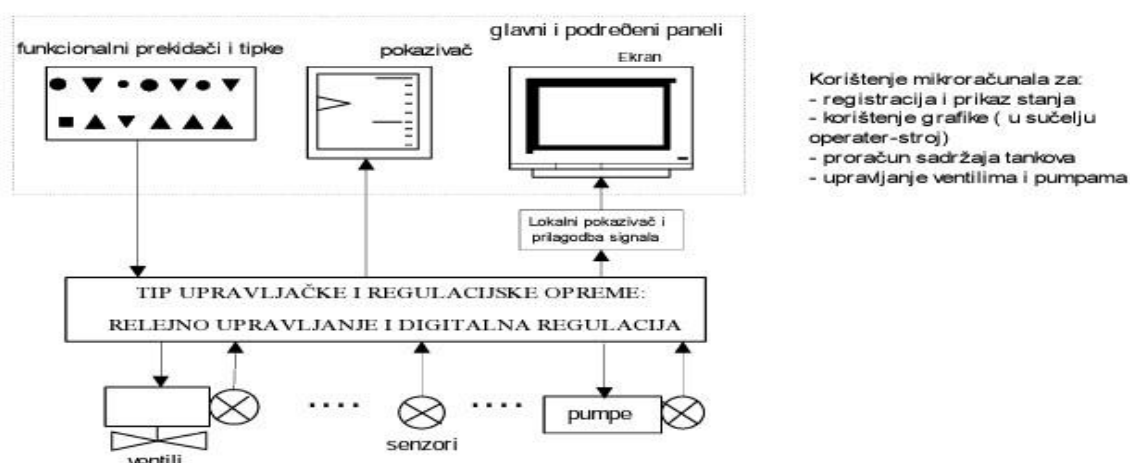 glavni i podređeni paneli
funkcionalni prekidači i tipke
pokazivač
Ekran
Korištenje mikroračunala za:
- registracija i prikaz stanja
- korištenje grafike ( u sučelju
operater-stroj)
- proračun sadržaja tankova
- upravljanje ventilima i pumpama
Lokalni pokazivač i
prilagodba signala
TIP UPRAVLJAČKE I REGULACIJSKE OPREME:
RELEJNO UPRAVLJANJE I DIGITALNA REGULACIJA
pumpe
senzori
ventili